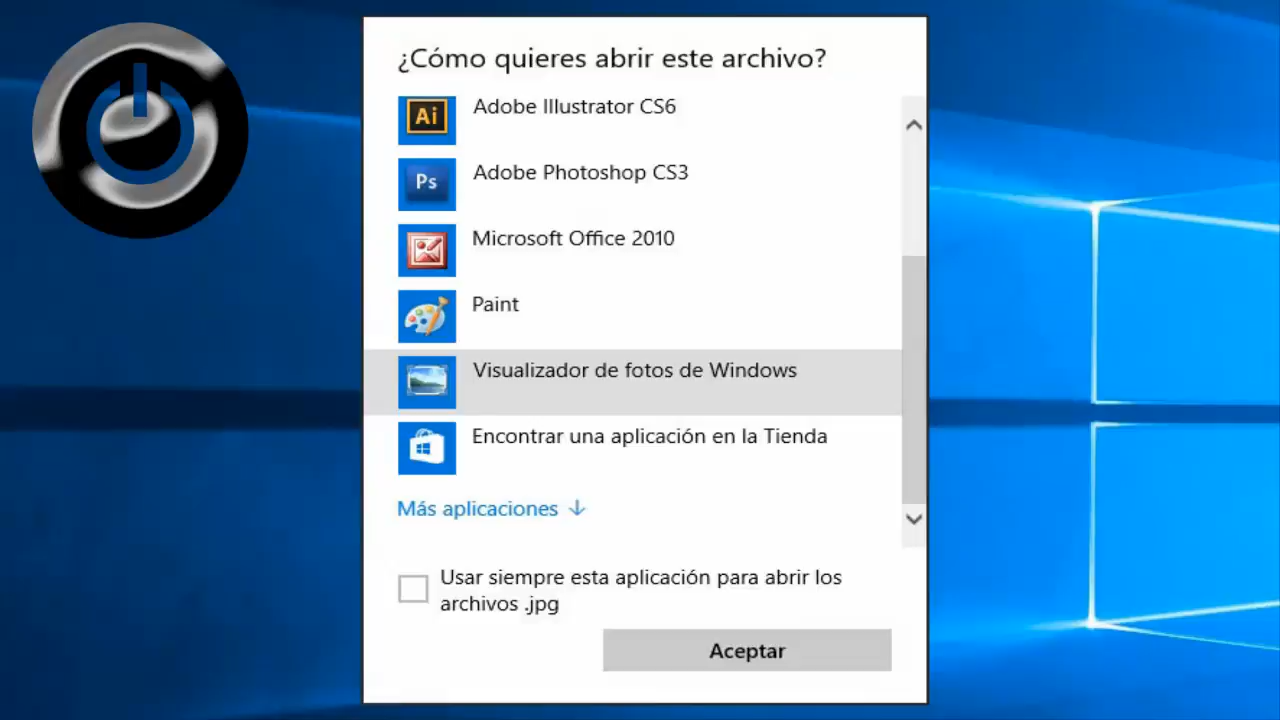 ¿Cómo quieres abrir este archivo?
Ai
Adobe Illustrator CS6
Ps
Adobe Photoshop CS3
Microsoft Office 2010
Paint
Visualizador de fotos de Windows
Encontrar una aplicación en la Tienda
Más aplicaciones
Usar siempre esta aplicación para abrir los
archivos .jpg
Aceptar